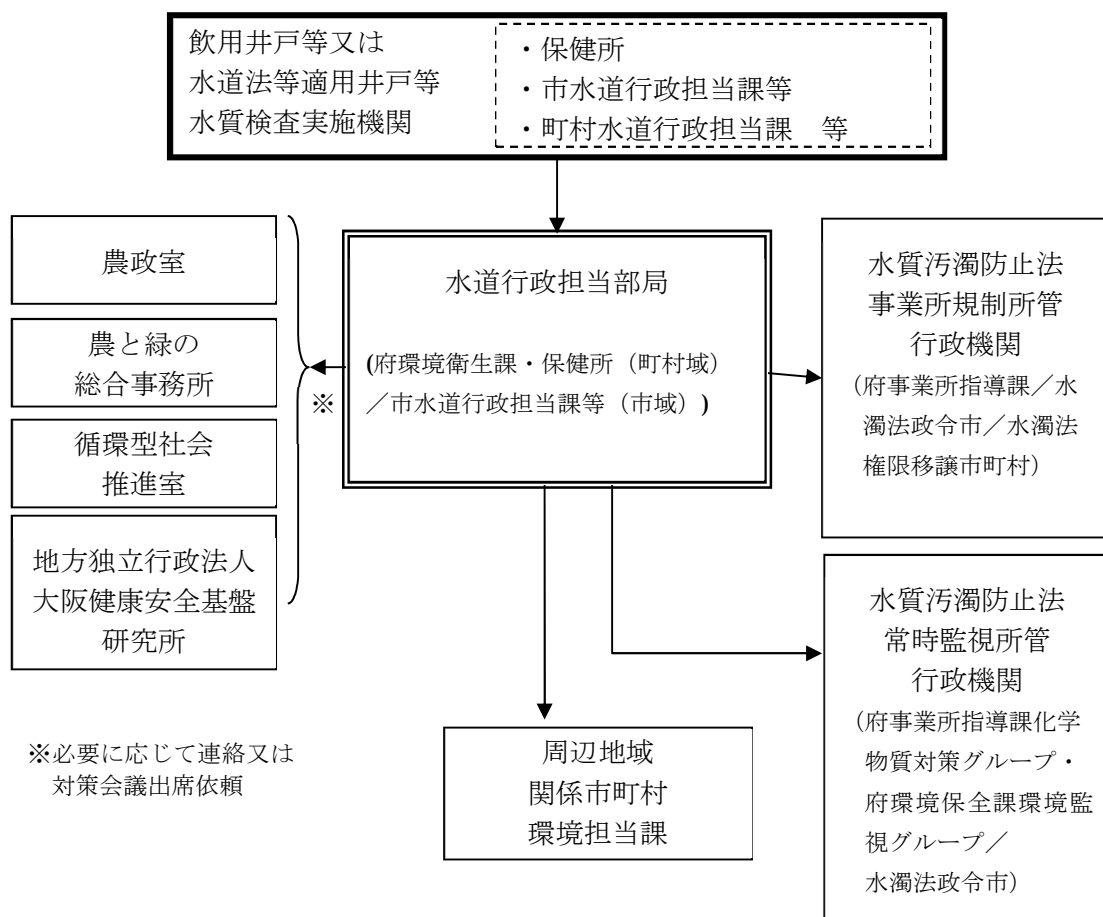 飲用井戸等又は
水道法等適用井戸等
水質検査実施機関
・保健所
・市水道行政担当課等
・町村水道行政担当課　等
農政室
農と緑の
総合事務所
循環型社会
推進室
地方独立行政法人
大阪健康安全基盤
研究所
※
水道行政担当部局
(府環境衛生課・保健所（町村域）
／市水道行政担当課等（市域）)
水質汚濁防止法
事業所規制所管
行政機関
（府事業所指導課／水
濁法政令市／水濁法
権限移譲市町村）
水質汚濁防止法
常時監視所管
行政機関
（府事業所指導課化学
物質対策グループ・
府環境保全課環境監
視グループ／
水濁法政令市）
周辺地域
関係市町村
環境担当課
※必要に応じて連絡又は
対策会議出席依頼